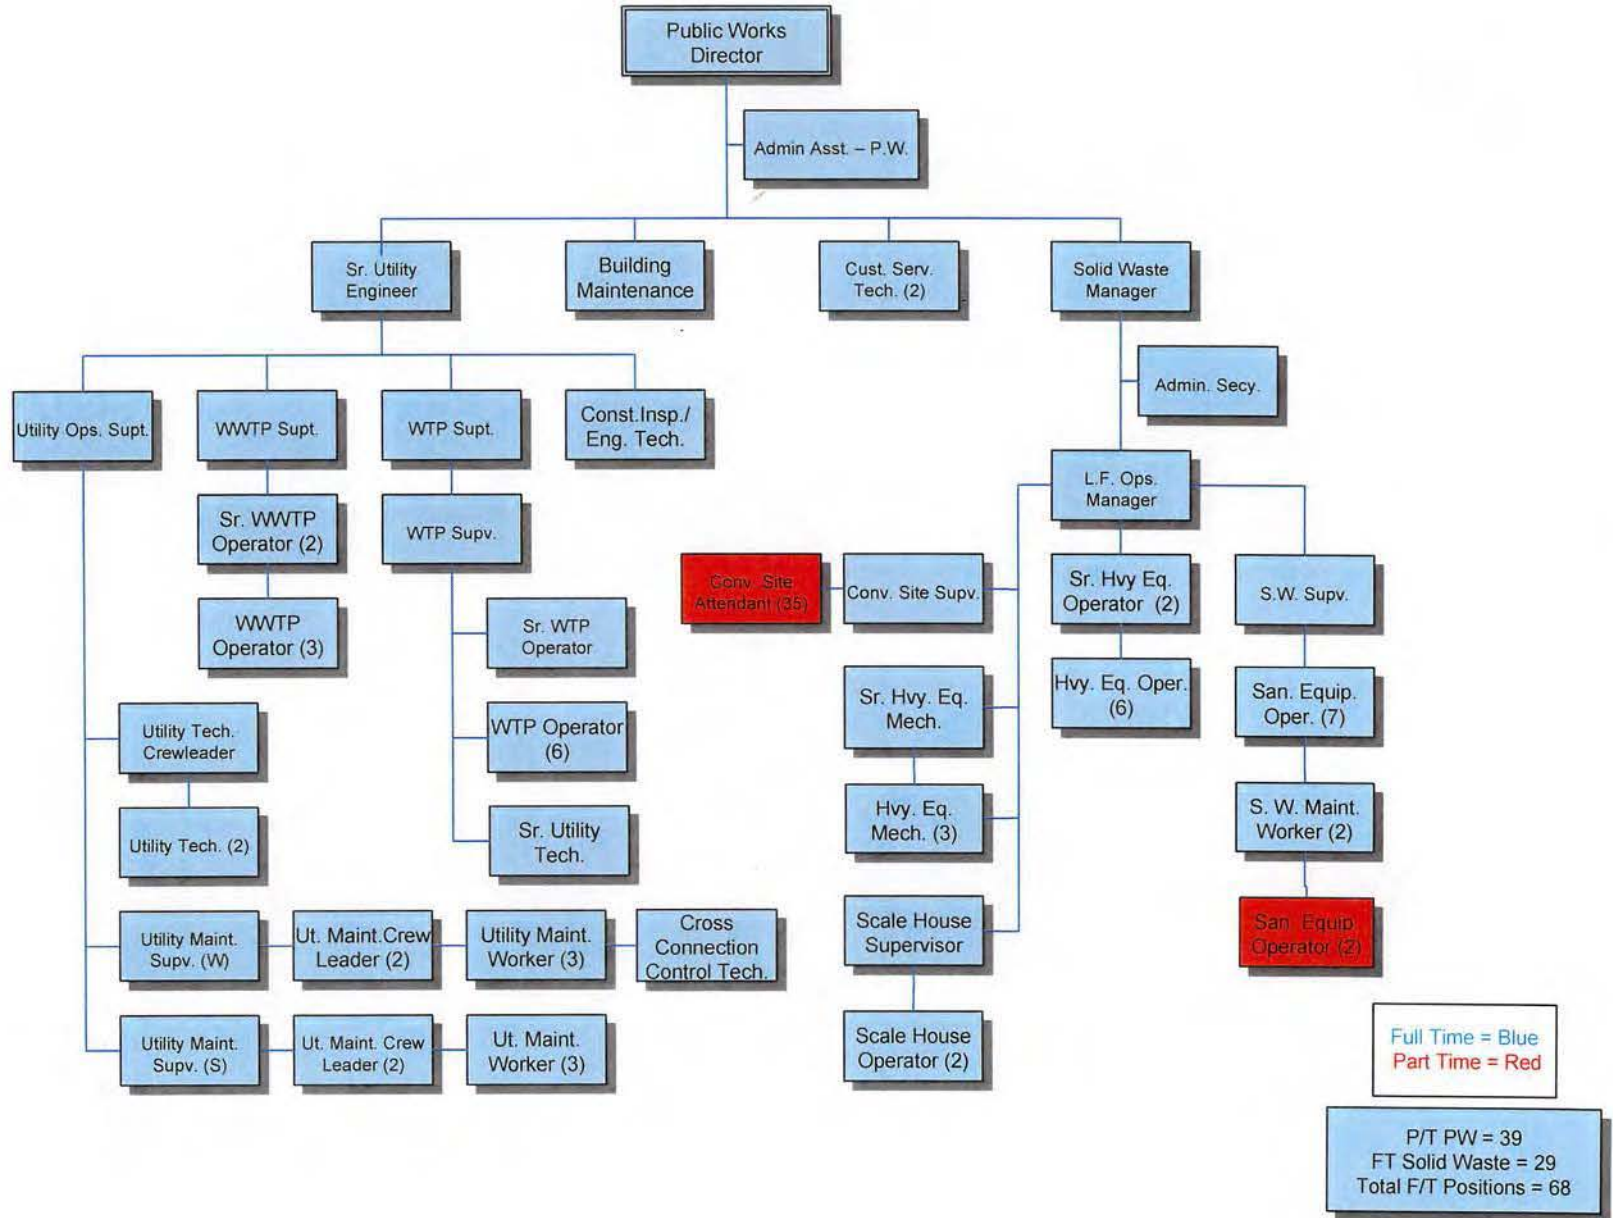 Public Works
Director
Admin Asst. – P.W.
Sr. Utility
Engineer
Building
Maintenance
Cust. Serv.
Tech. (2)
Solid Waste
Manager
Admin. Secy.
Utility Ops. Supt.
WWTP Supt.
WTP Supt.
Const.Insp./
Eng. Tech.
L.F. Ops.
Manager
Sr. WWTP
Operator (2)
WTP Supv.
Conv. Site
Attendant (35)
Conv. Site Supv.
Sr. Hvy Eq.
Operator (2)
S.W. Supv.
WWTP
Operator (3)
Sr. WTP
Operator
Sr. Hvy. Eq.
Mech.
Hvy. Eq. Oper.
(6)
San. Equip.
Oper. (7)
Utility Tech.
Crewleader
WTP Operator
(6)
Utility Tech. (2)
Sr. Utility
Tech.
Hvy. Eq.
Mech. (3)
S. W. Maint.
Worker (2)
Utility Maint.
Supv. (W)
Ut. Maint.Crew
Leader (2)
Utility Maint.
Worker (3)
Cross
Connection
Control Tech.
Scale House
Supervisor
San. Equip.
Operator (2)
Utility Maint.
Supv. (S)
Ut. Maint. Crew
Leader (2)
Ut. Maint.
Worker (3)
Scale House
Operator (2)
Full Time = Blue
Part Time = Red
P/T PW = 39
FT Solid Waste = 29
Total F/T Positions = 68